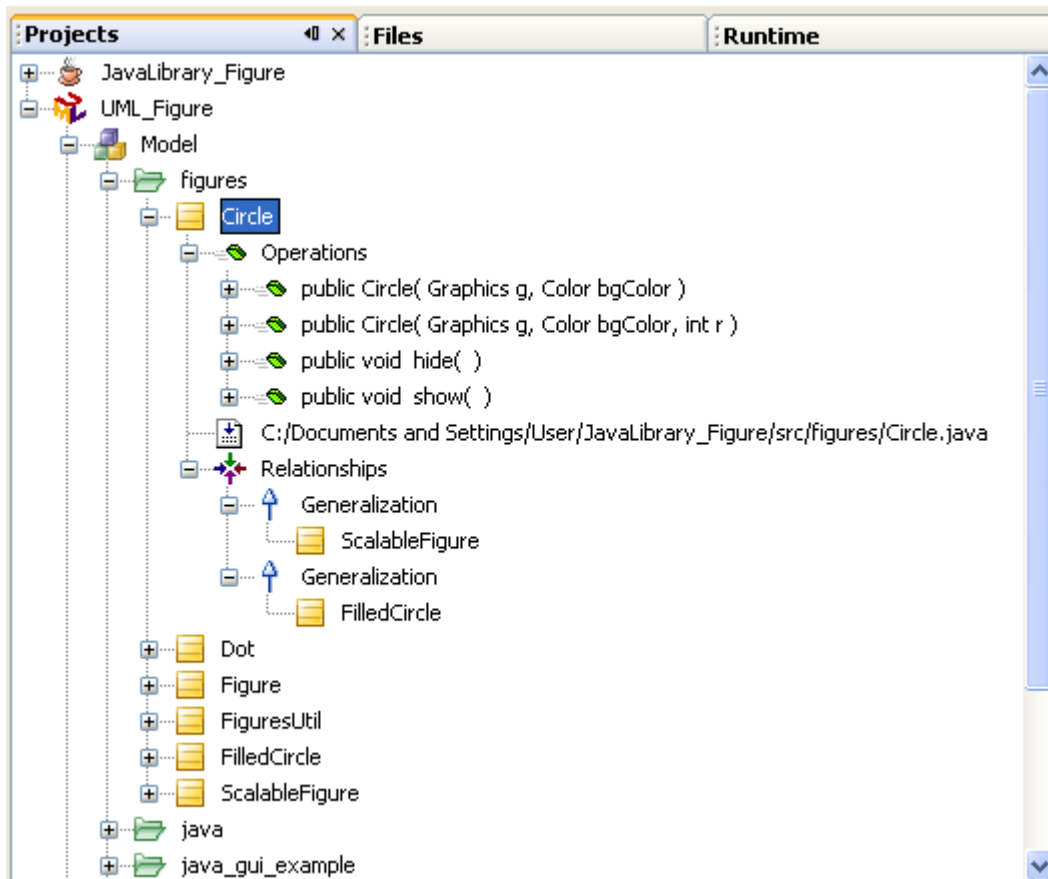 Projects Files Runtime
JavaLibrary_Figure
UML_Figure
Model
figures
Circle
Operations
public Circle( Graphics g, Color bgColor )
public Circle( Graphics g, Color bgColor, int r )
public void  hide(  )
public void  show(  )
C:/Documents and Settings/User/JavaLibrary_Figure/src/figures/Circle.java
Relationships
Generalization
ScalableFigure
Generalization
FilledCircle
Dot
Figure
FiguresUtil
FilledCircle
ScalableFigure
java
java_gui_example